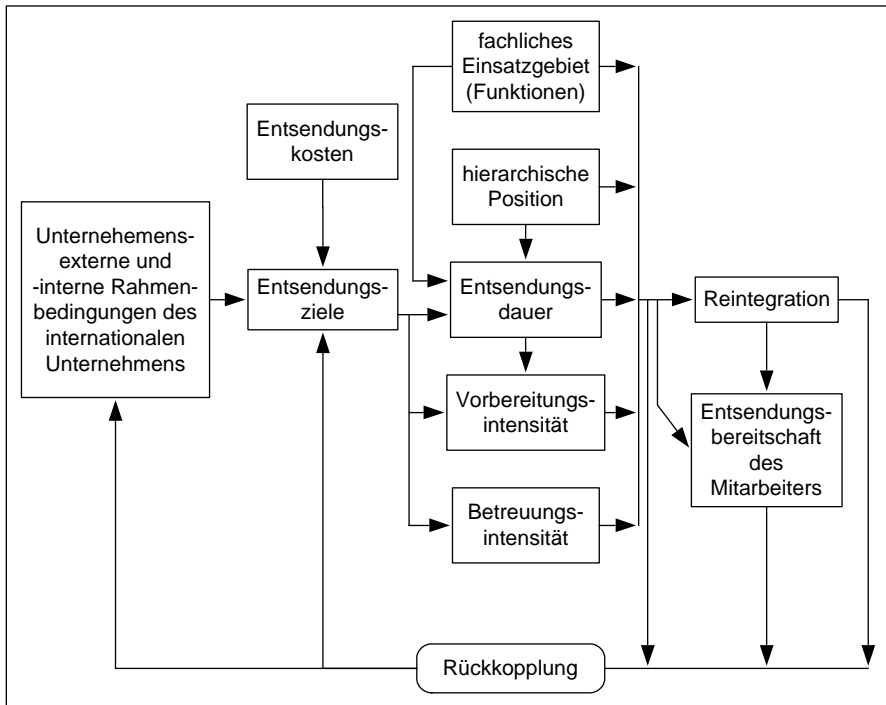 fachliches
Einsatzgebiet
(Funktionen)
Entsendungs-
kosten
hierarchische
Position
Unternehemens-
externe und
-interne Rahmen-
bedingungen des
internationalen
Unternehmens
Entsendungs-
ziele
Entsendungs-
dauer
Reintegration
Vorbereitungs-
intensität
Entsendungs-
bereitschaft
des
Mitarbeiters
Betreuungs-
intensität
Rückkopplung